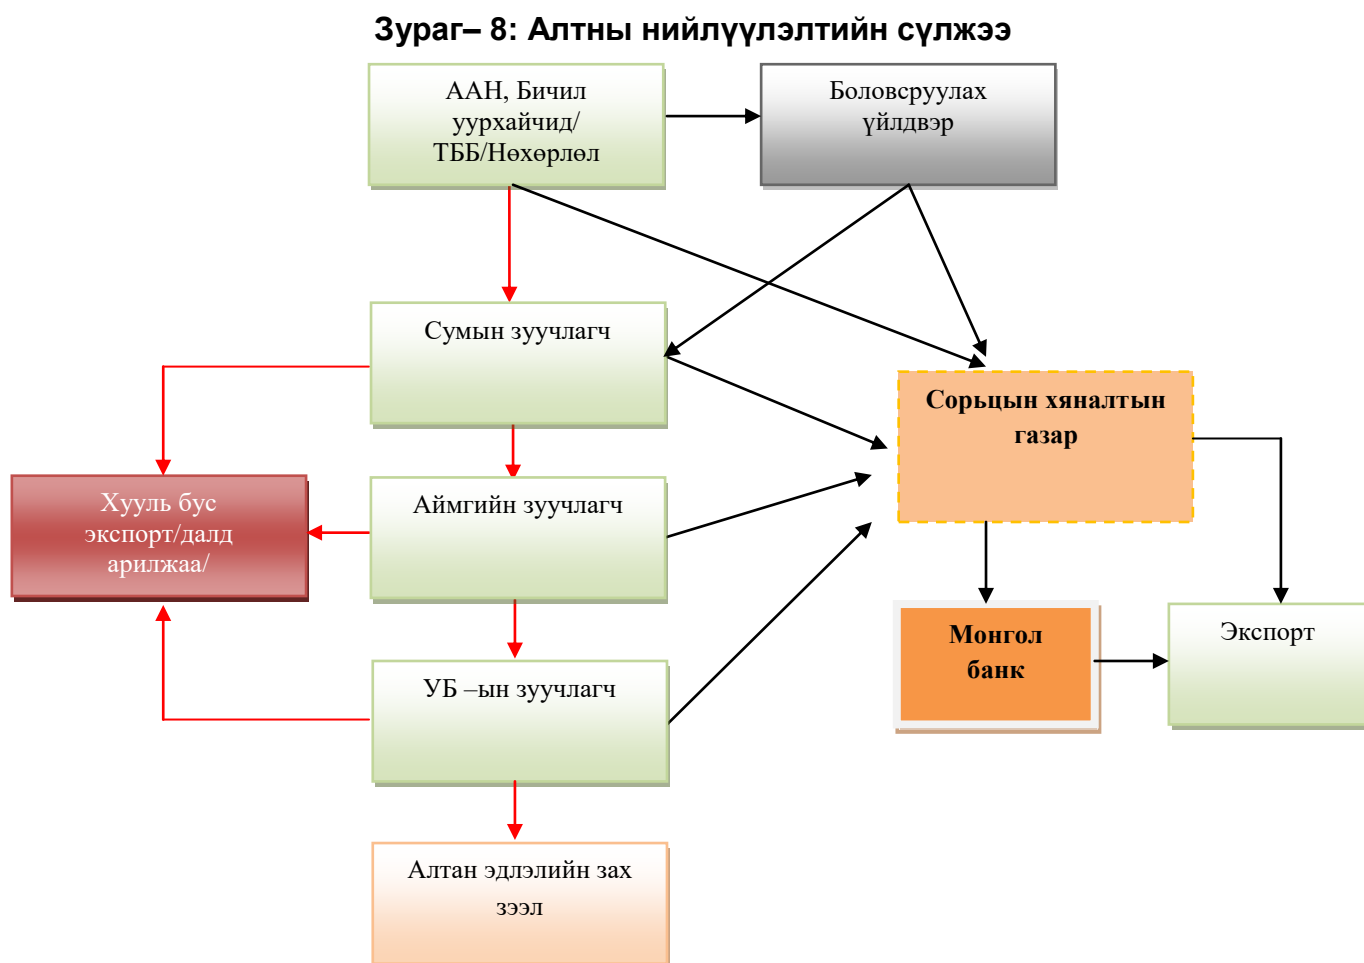 Зураг– 8: Алтны нийлүүлэлтийн сүлжээ
ААН, Бичил
уурхайчид/
ТББ/Нөхөрлөл
Боловсруулах
үйлдвэр
Сумын зуучлагч
Сорьцын хяналтын
газар
Хууль бус
экспорт/далд
арилжаа/
Аймгийн зуучлагч
УБ –ын зуучлагч
Монгол
банк
Экспорт
Алтан эдлэлийн зах
зээл